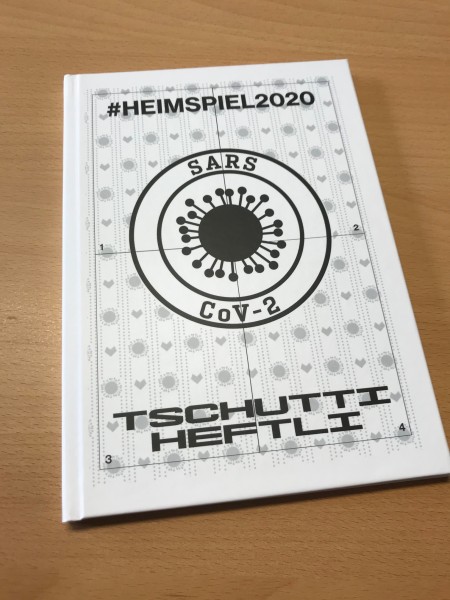 #HEIMSPIEL2020
SARS
1
2
CoV-2
TSCHUTTI
HEFTLI
3
4